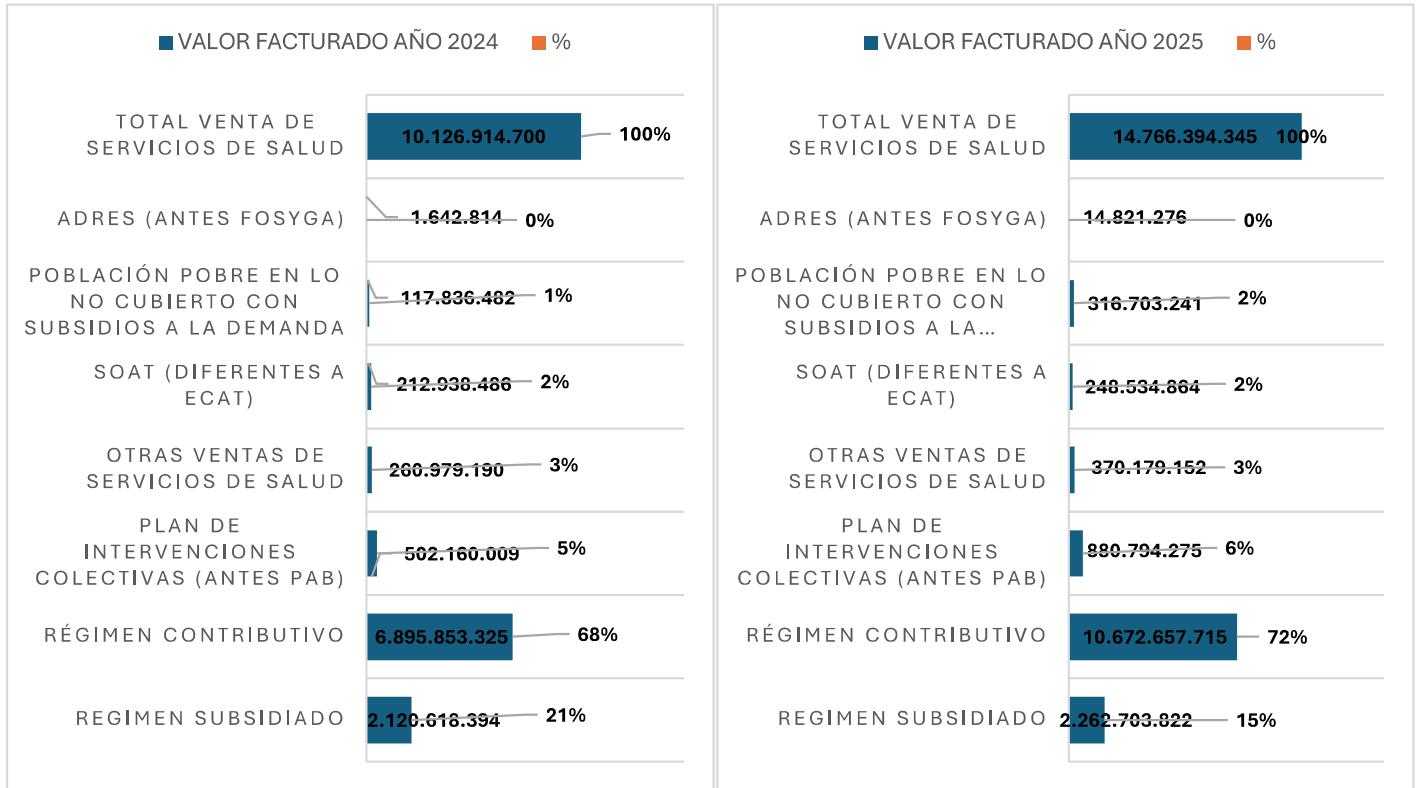 VALOR FACTURADO AÑO 2024 %
TOTAL VENTA DE
SERVICIOS DE SALUD
10.126.914.700 100%
ADRES (ANTES FOSYGA)
1.642.814 0%
POBLACIÓN POBRE EN LO
NO CUBIERTO CON
SUBSIDIOS A LA DEMANDA
117.836.482 1%
SOAT (DIFERENTES A
ECAT)
212.938.486 2%
OTRAS VENTAS DE
SERVICIOS DE SALUD
260.979.190 3%
PLAN DE
INTERVENCIONES
COLECTIVAS (ANTES PAB)
502.160.009 5%
RÉGIMEN CONTRIBUTIVO
6.895.853.325 68%
REGIMEN SUBSIDIADO
2.120.618.394 21%
VALOR FACTURADO AÑO 2025 %
TOTAL VENTA DE
SERVICIOS DE SALUD
14.766.394.345 100%
ADRES (ANTES FOSYGA)
14.821.276 0%
POBLACIÓN POBRE EN LO
NO CUBIERTO CON
SUBSIDIOS A LA...
316.703.241 2%
SOAT (DIFERENTES A
ECAT)
248.534.864 2%
OTRAS VENTAS DE
SERVICIOS DE SALUD
370.179.152 3%
PLAN DE
INTERVENCIONES
COLECTIVAS (ANTES PAB)
880.794.275 6%
RÉGIMEN CONTRIBUTIVO
10.672.657.715 72%
REGIMEN SUBSIDIADO
2.262.703.822 15%